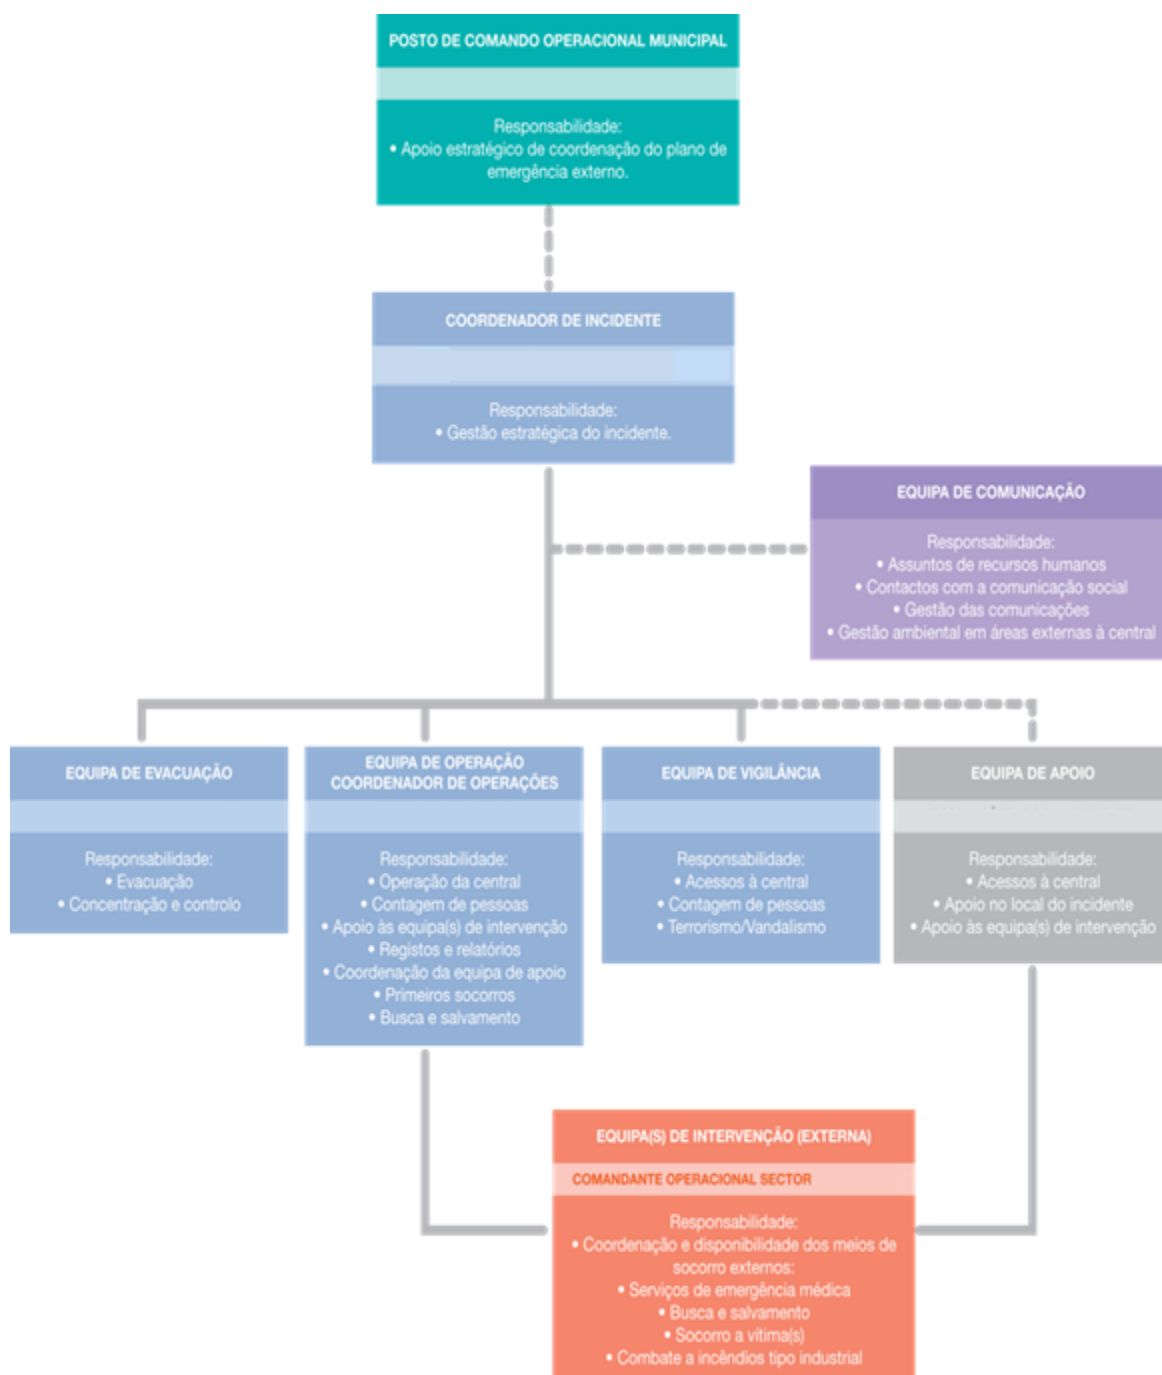 POSTO DE COMANDO OPERACIONAL MUNICIPAL
Responsabilidade:
• Apoio estratégico de coordenação do plano de
emergência externo.
COORDENADOR DE INCIDENTE
Responsabilidade:
• Gestão estratégica do incidente.
EQUIPA DE COMUNICAÇÃO
Responsabilidade:
• Assuntos de recursos humanos
• Contactos com a comunicação social
• Gestão das comunicações
• Gestão ambiental em áreas externas à central
EQUIPA DE EVACUAÇÃO
Responsabilidade:
• Evacuação
• Concentração e controlo
EQUIPA DE OPERAÇÃO
COORDENADOR DE OPERAÇÕES
Responsabilidade:
• Operação da central
• Contagem de pessoas
• Apoio às equipa(s) de intervenção
• Registos e relatórios
• Coordenação da equipa de apoio
• Primeiros socorros
• Busca e salvamento
EQUIPA DE VIGILÂNCIA
Responsabilidade:
• Acessos à central
• Contagem de pessoas
• Terrorismo/Vandalismo
EQUIPA DE APOIO
Responsabilidade:
• Acessos à central
• Apoio no local do incidente
• Apoio às equipa(s) de intervenção
EQUIPA(S) DE INTERVENÇÃO (EXTERNA)
COMANDANTE OPERACIONAL SECTOR
Responsabilidade:
• Coordenação e disponibilidade dos meios de
socorro externos:
• Serviços de emergência médica
• Busca e salvamento
• Socorro a vítima(s)
• Combate a incêndios tipo industrial